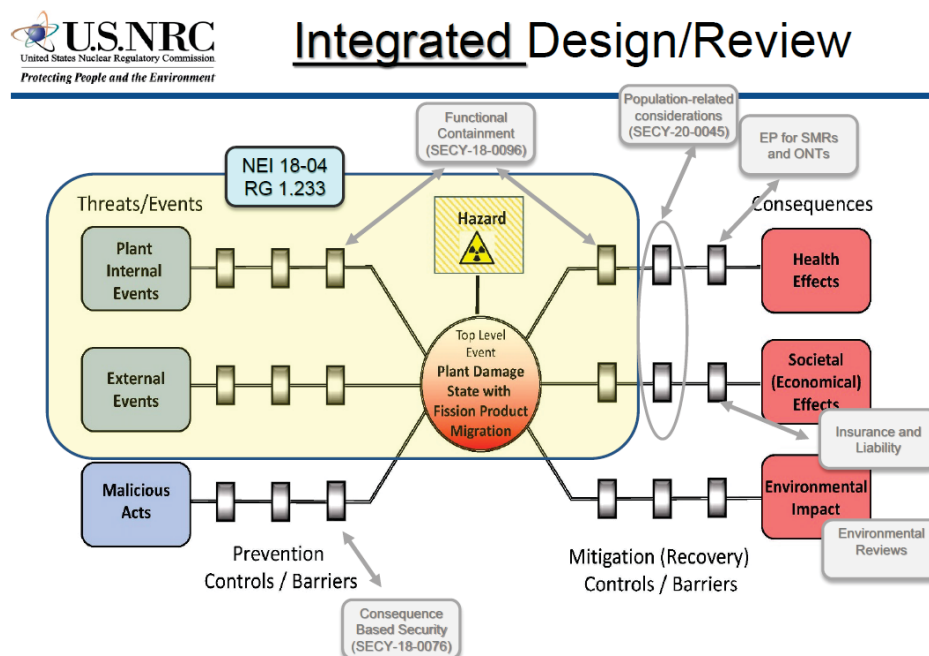 U.S.NRC
United States Nuclear Regulatory Commission
Protecting People and the Environment
Integrated Design/Review
Functional
Containment
(SECY-18-0096)
Population-related
considerations
(SECY-20-0045)
EP for SMRs
and ONTs
NEI 18-04
RG 1.233
Threats/Events
Hazard
Consequences
Plant
Internal
Events
Health
Effects
Top Level
Event
Plant Damage
State with
Fission Product
Migration
External
Events
Societal
(Economical)
Effects
Insurance and
Liability
Malicious
Acts
Environmental
Impact
Environmental
Reviews
Prevention
Controls / Barriers
Mitigation (Recovery)
Controls / Barriers
Consequence
Based Security
(SECY-18-0076)